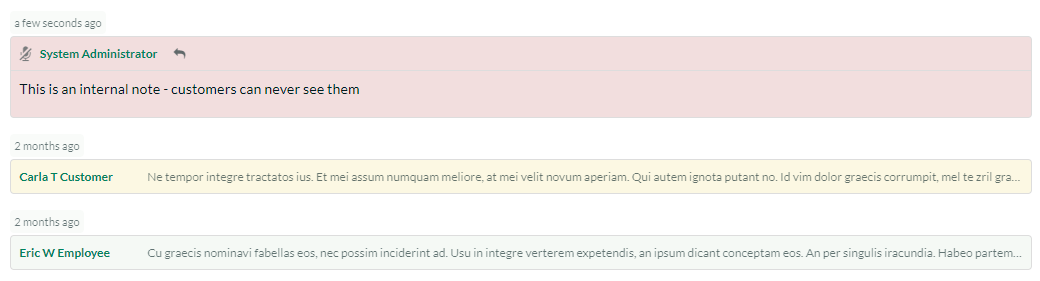 a few seconds ago
System Administrator
This is an internal note - customers can never see them
2 months ago
Carla T Customer Ne tempor integre tractatos ius. Et mei assum numquam meliore, at mei velit novum aperiam. Qui autem ignota putant no. Id vim dolor graecis corrumpit, mel te zril gra...
2 months ago
Eric W Employee Cu graecis nominavi fabellas eos, nec possim inciderint ad. Usu in integre verterem expetendis, an ipsum dicant conceptam eos. An per singulis iracundia. Habeo partem...